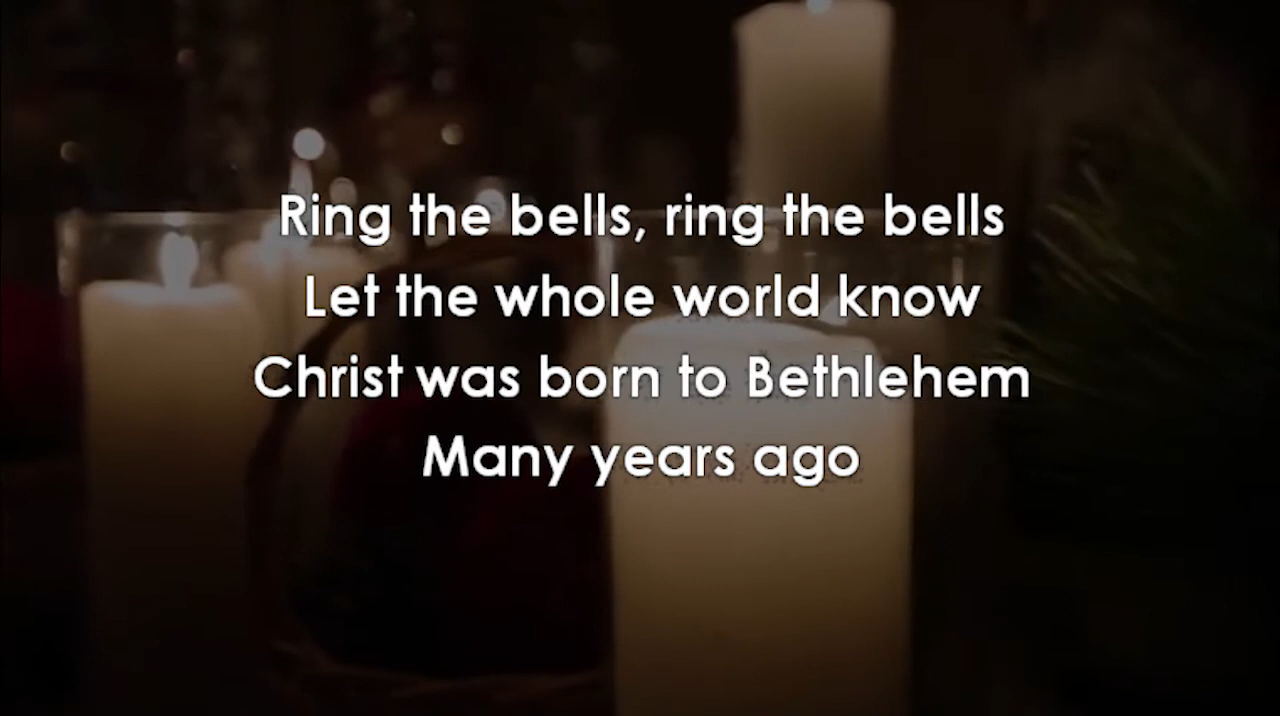 Ring the bells, ring the bells
Let the whole world know
Christ was born to Bethlehem
Many years ago